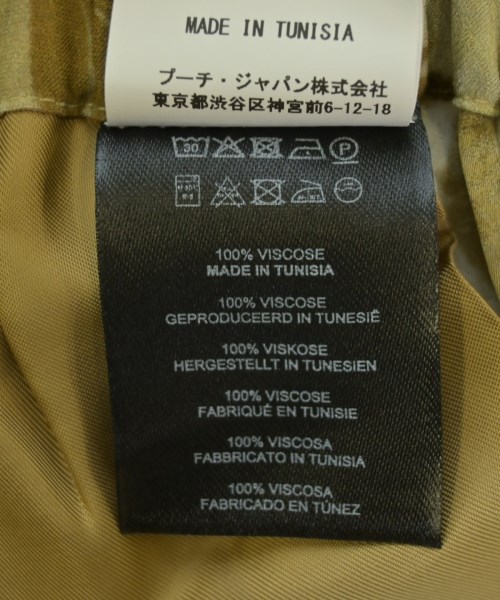 MADE IN TUNISIA
プーチ・ジャパン株式会社
東京都渋谷区神宮前6-12-18
30
P
100% VISCOSE
MADE IN TUNISIA
100% VISCOSE
GEPRODUCEERD IN TUNESIË
100% VISKOSE
HERGESTELLT IN TUNESIEN
100% VISCOSE
FABRIQUÉ EN TUNISIE
100% VISCOSA
FABBRICATO IN TUNISIA
100% VISCOSA
FABRICADO EN TÚNEZ